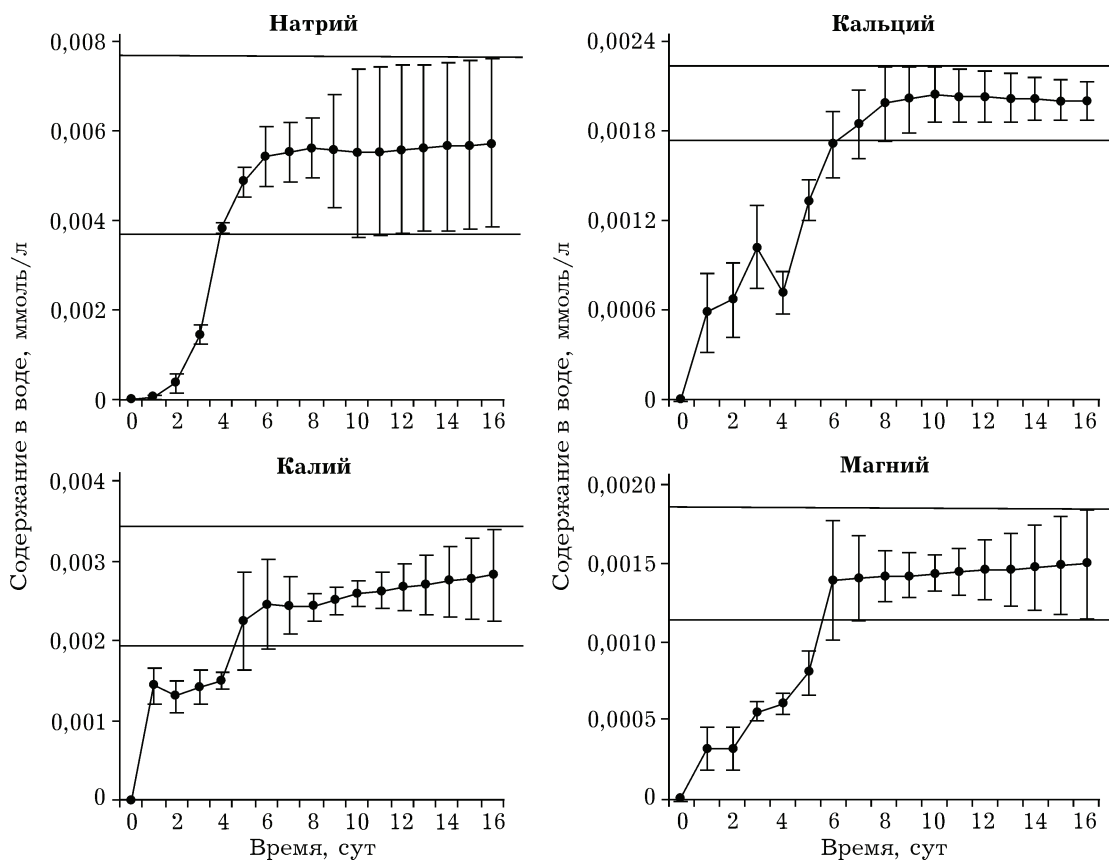 Натрий
Содержание в воде, ммоль/л
0,008
0,006
0,004
0,002
0
0 2 4 6 8 10 12 14 16
Кальций
Содержание в воде, ммоль/л
0,0024
0,0018
0,0012
0,0006
0
0 2 4 6 8 10 12 14 16
Калий
0,004
0,003
0,002
0,001
0
0 2 4 6 8 10 12 14 16
Время, сут
Магний
0,0020
0,0015
0,0010
0,0005
0
0 2 4 6 8 10 12 14 16
Время, сут